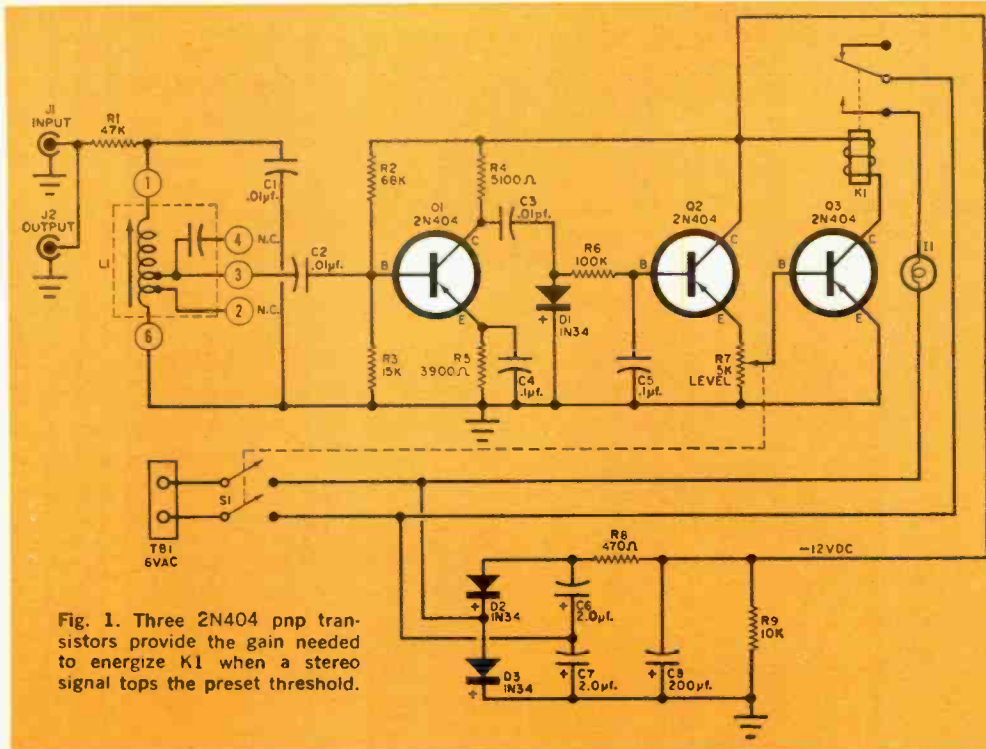 J1
INPUT
R1
47K
J2
OUTPUT
1
L1
4
N.C.
3
2
N.C.
6
C1
.01µf.
C2
.01µf.
R2
68K
R3
15K
Q1
2N404
B
C
E
R4
5100Ω
R5
3900Ω
C3
.01µf.
C4
.1µf.
+
D1
1N34
R6
100K
C5
.1µf.
Q2
2N404
B
C
E
R7
5K
LEVEL
Q3
2N404
B
C
E
K1
I1
TB1
6VAC
S1
+
D2
1N34
+
D3
1N34
+
C6
2.0µf.
+
C7
2.0µf.
R8
470Ω
+
C8
200µf.
-12VDC
R9
10K
Fig. 1. Three 2N404 pnp tran-
sistors provide the gain needed
to energize K1 when a stereo
signal tops the preset threshold.